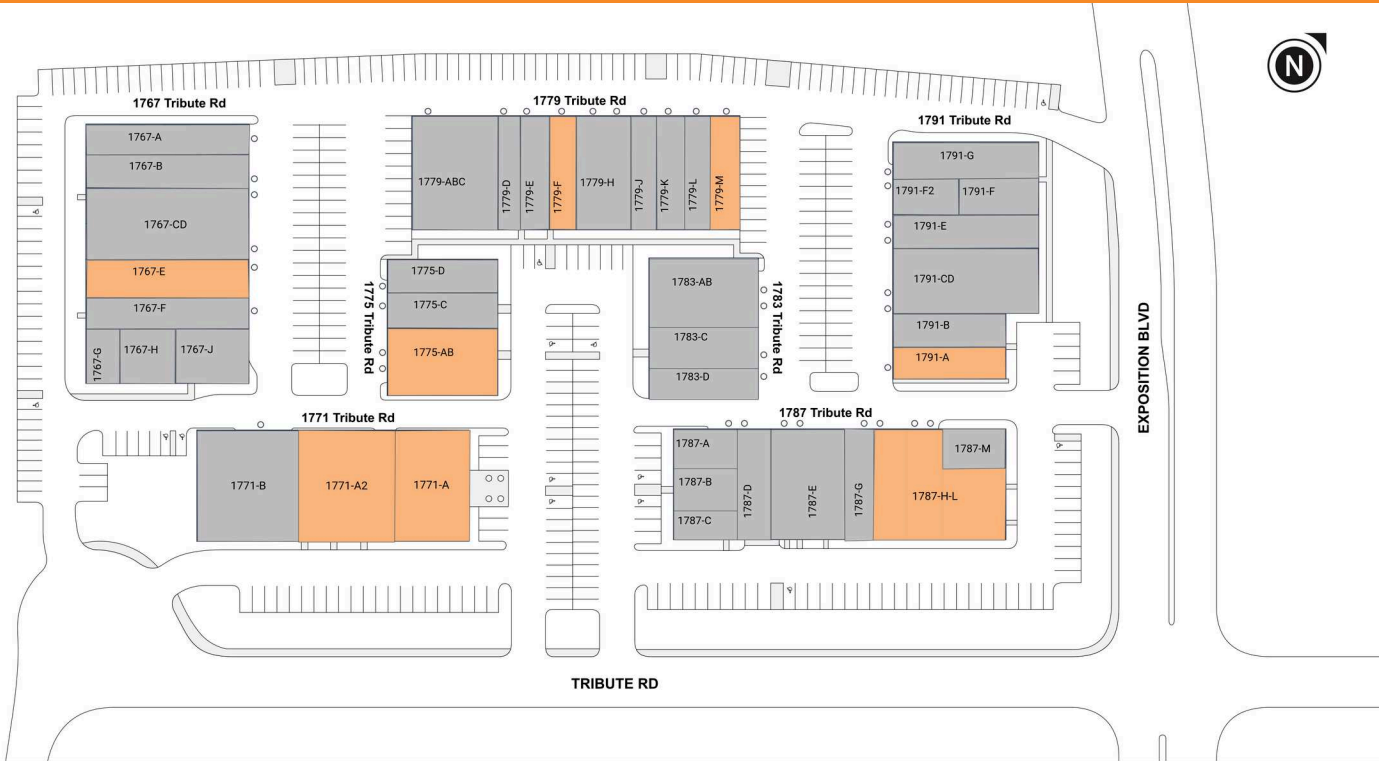 N
1767 Tribute Rd
1779 Tribute Rd
1791 Tribute Rd
1767-A
1767-B
1767-CD
1767-E
1767-F
1767-G
1767-H
1767-J
1779-ABC
1779-D
1779-E
1779-F
1779-H
1779-J
1779-K
1779-L
1779-M
1791-G
1791-F2
1791-F
1791-E
1791-CD
1791-B
1791-A
1775 Tribute Rd
1775-D
1775-C
1775-AB
1783-AB
1783-C
1783-D
1783 Tribute Rd
EXPOSITION BLVD
1771 Tribute Rd
1771-B
1771-A2
1771-A
1787 Tribute Rd
1787-A
1787-B
1787-C
1787-D
1787-E
1787-G
1787-H-L
1787-M
TRIBUTE RD